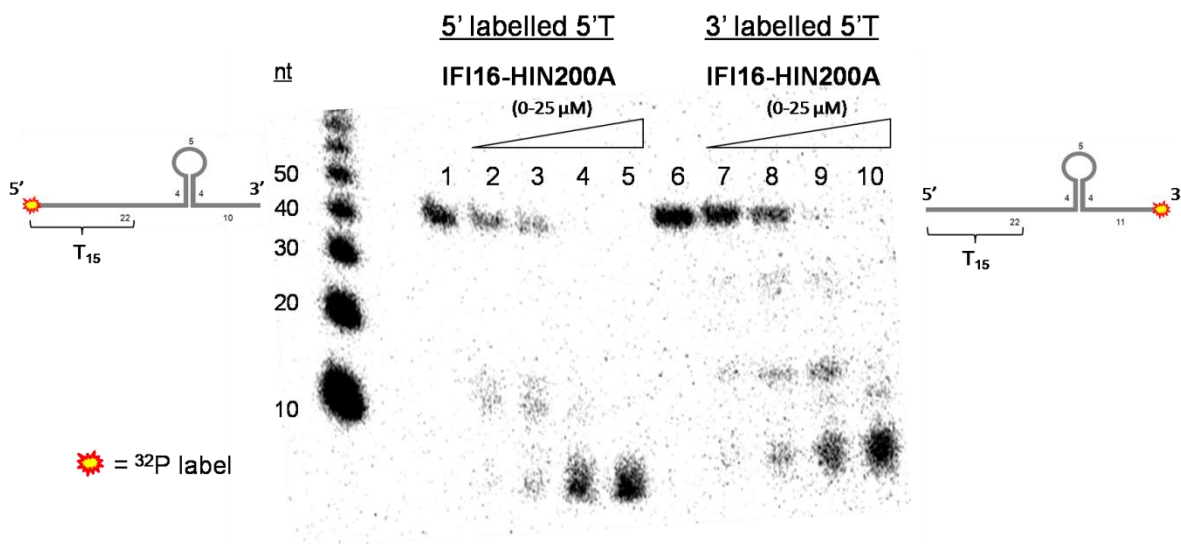 5’ labelled 5’T
3’ labelled 5’T
nt
IFI16-HIN200A
IFI16-HIN200A
(0-25 µM)
(0-25 µM)
1 2 3 4 5 6 7 8 9 10
50
40
30
20
10
5
5’
4 4
3’
22
10
T15
5
5’
4 4
3
22
11
T15
= 32P label